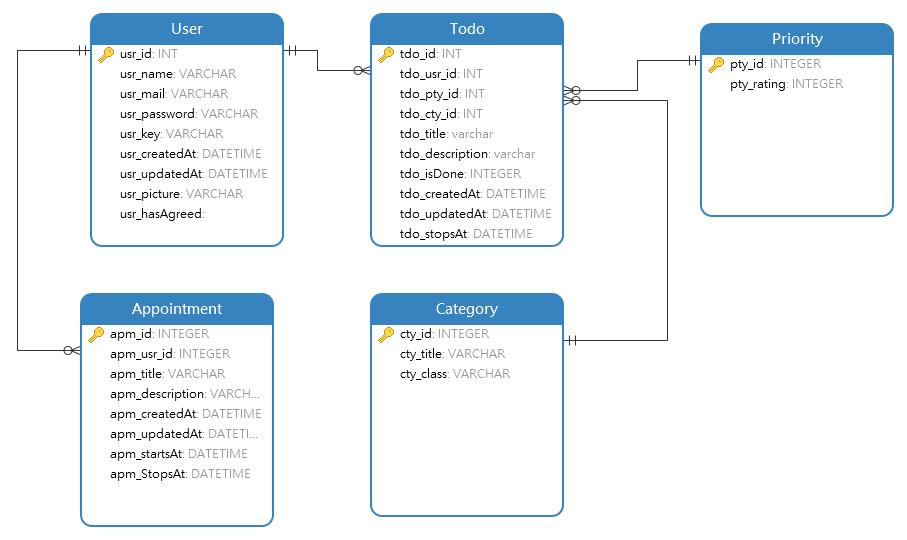 User
usr_id: INT
usr_name: VARCHAR
usr_mail: VARCHAR
usr_password: VARCHAR
usr_key: VARCHAR
usr_createdAt: DATETIME
usr_updatedAt: DATETIME
usr_picture: VARCHAR
usr_hasAgreed:
Todo
tdo_id: INT
tdo_usr_id: INT
tdo_pty_id: INT
tdo_cty_id: INT
tdo_title: varchar
tdo_description: varchar
tdo_isDone: INTEGER
tdo_createdAt: DATETIME
tdo_updatedAt: DATETIME
tdo_stopsAt: DATETIME
Priority
pty_id: INTEGER
pty_rating: INTEGER
Appointment
apm_id: INTEGER
apm_usr_id: INTEGER
apm_title: VARCHAR
apm_description: VARCH...
apm_createdAt: DATETIME
apm_updatedAt: DATETI...
apm_startsAt: DATETIME
apm_StopsAt: DATETIME
Category
cty_id: INTEGER
cty_title: VARCHAR
cty_class: VARCHAR